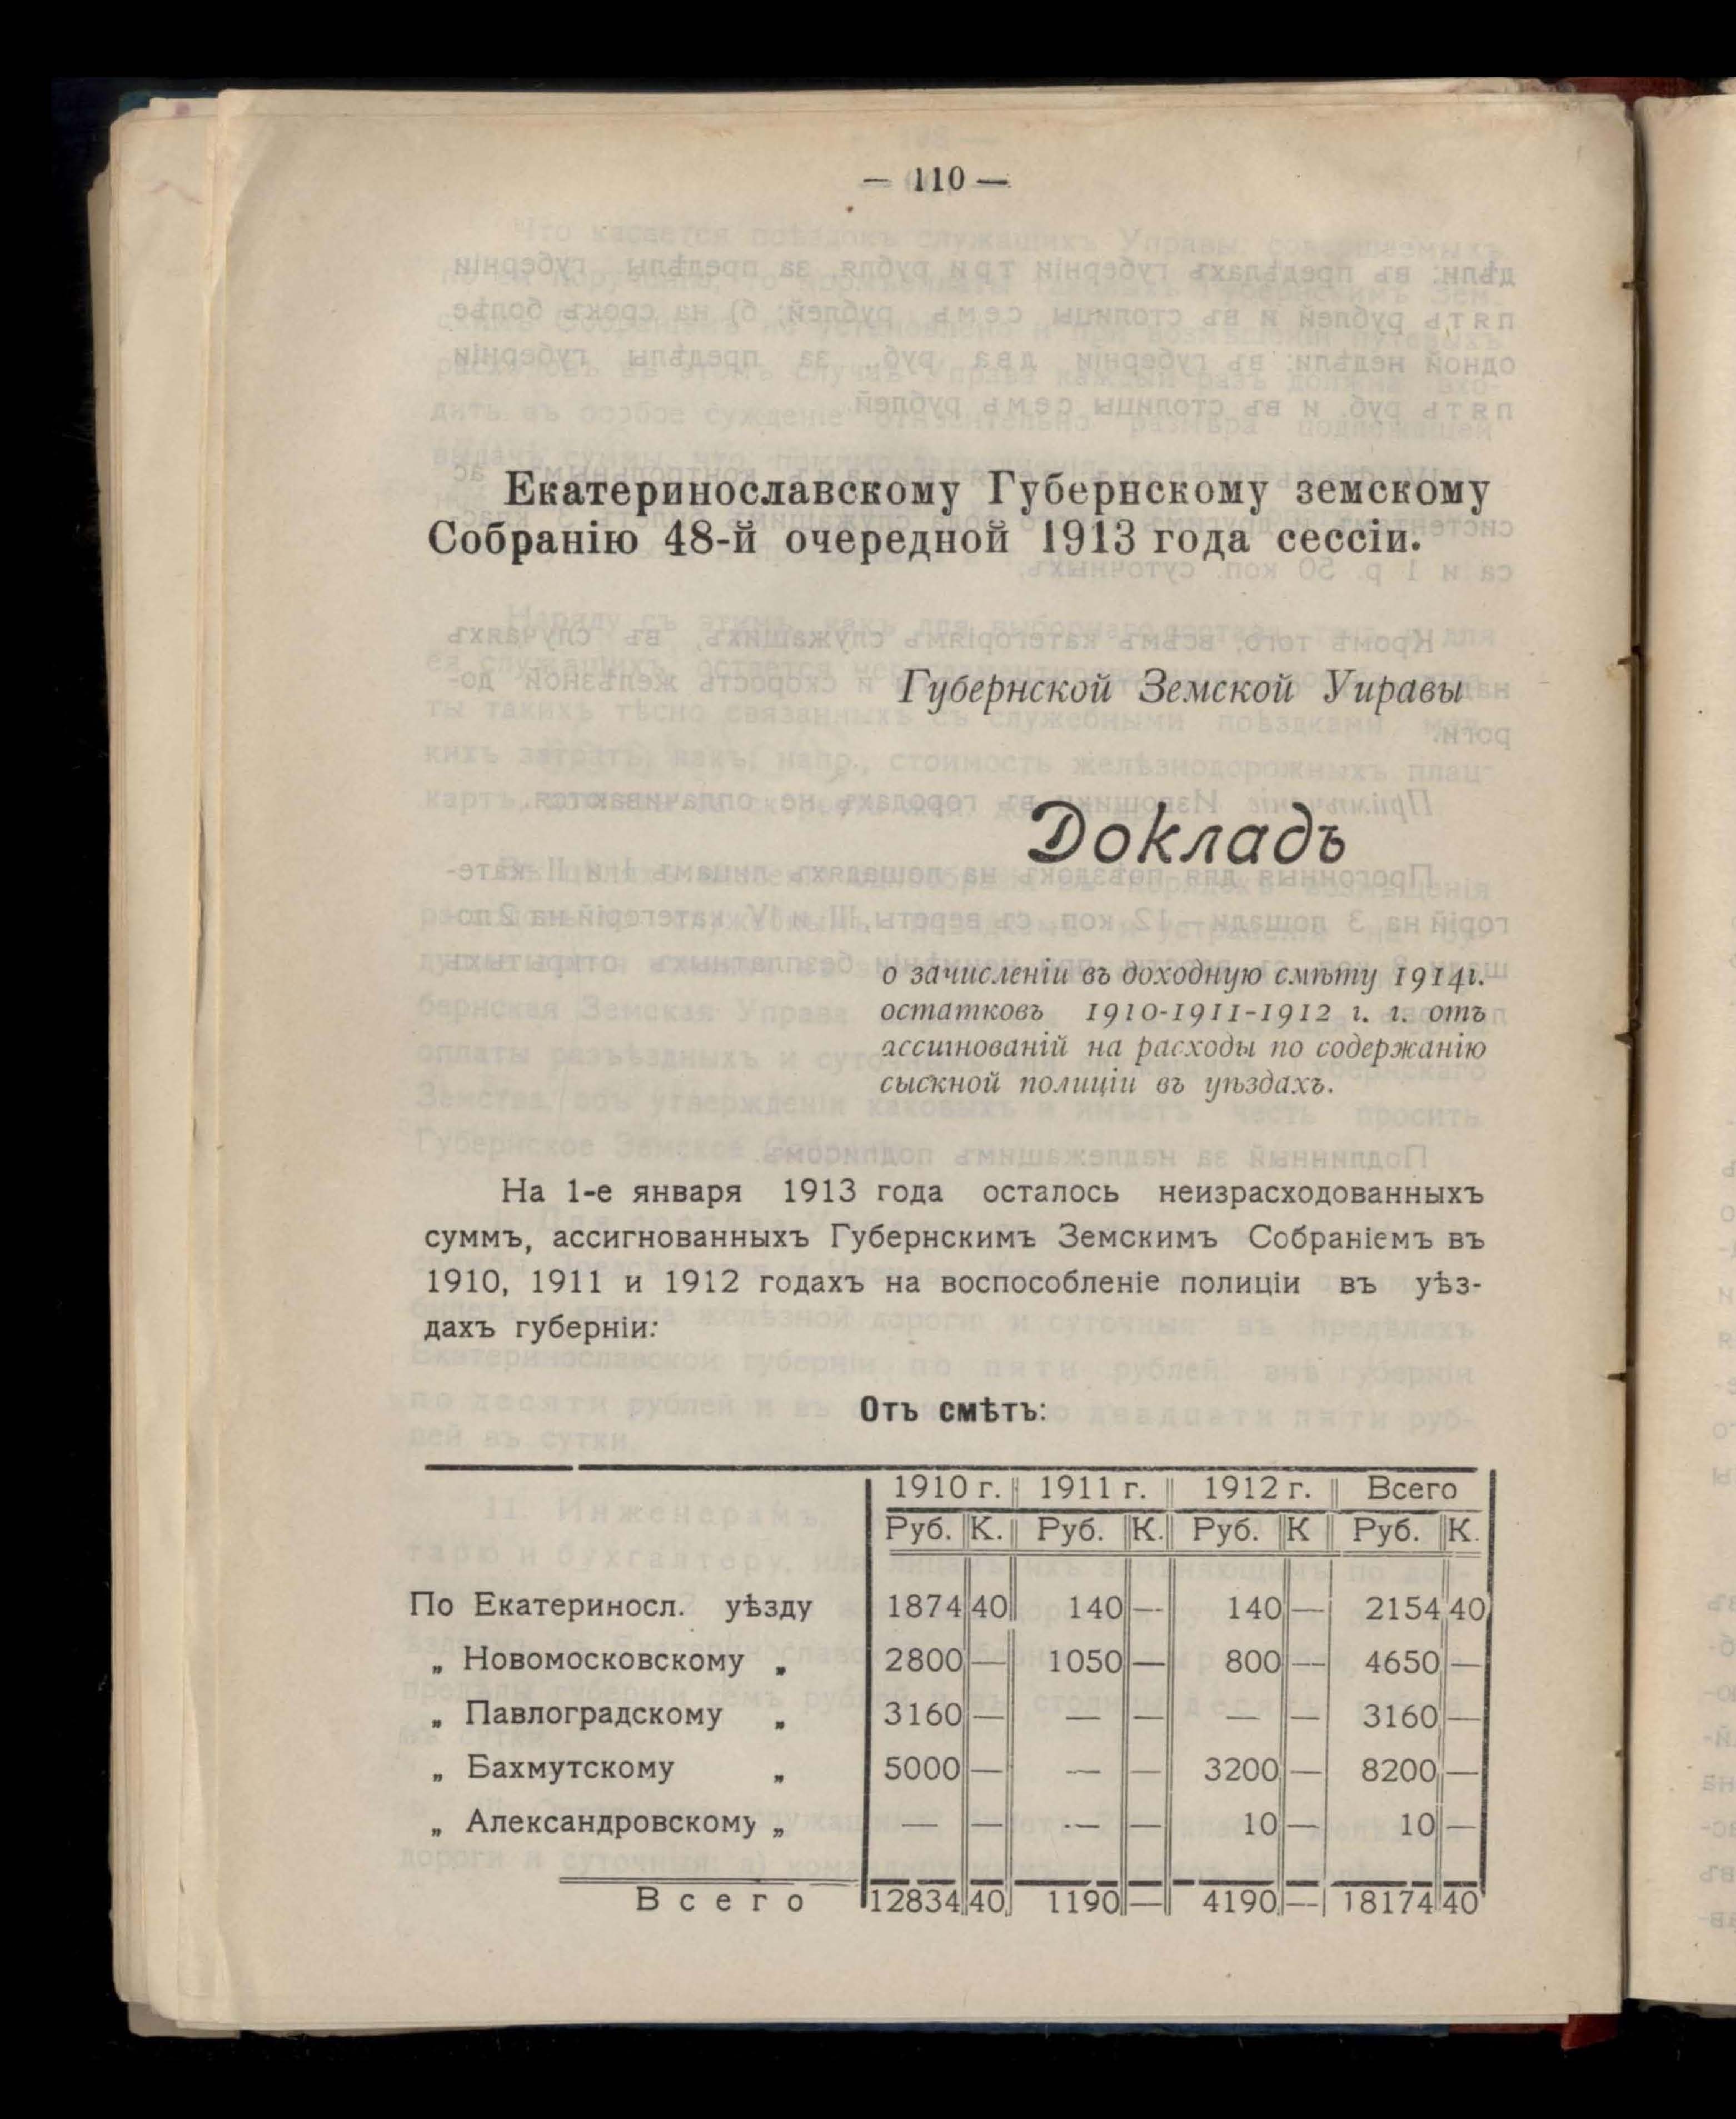 — 110 —
Екатеринославскому Губернскому земскому
Собранію 48-й очередной 1913 года сессіи.
Губернской Земской Уиравы
Докладъ
о зачисленіи въ доходную смѣту 1914г.
остатковъ 1910-1911-1912 г. г. отъ
ассигнованій на расходы по содержанію
сыскной полиціи въ уѣздахъ.
На 1-е января 1913 года осталось неизрасходованныхъ
суммъ, ассигнованныхъ Губернскимъ Земскимъ Собраніемъ въ
1910, 1911 и 1912 годахъ на воспособленіе полиціи въ уѣз-
дахъ губерніи:
Отъ смѣтъ:
1910 г. 1911 г. 1912 г. Всего
Руб. К. Руб. К. Руб. К Руб. К.
По Екатериносл. уѣзду 1874 40 140 — 140 — 2154 40
„ Новомосковскому „ 2800 — 1050 — 800 — 4650 —
„ Павлоградскому „ 3160 — — — — — 3160 —
„ Бахмутскому „ 5000 — — — 3200 — 8200 —
„ Александровскому „ — — — — 10 — 10 —
Всего 12834 40 1190 — 4190 — 18174 40